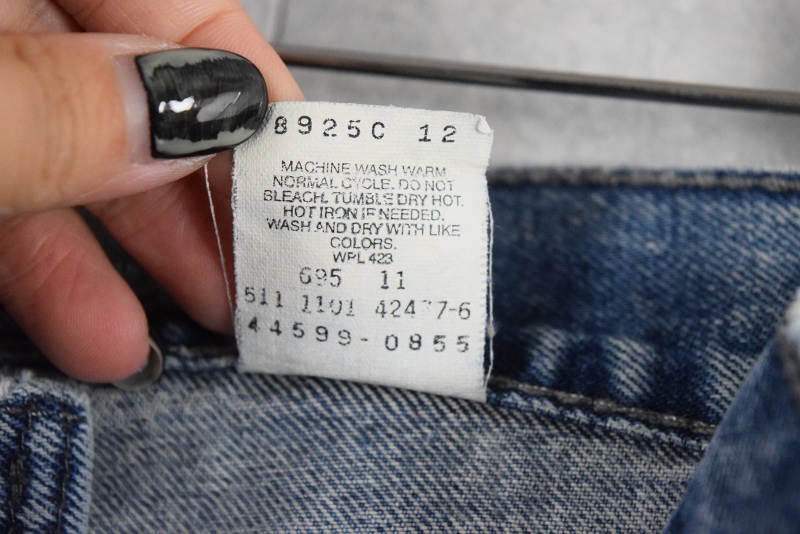 8925C 12
MACHINE WASH WARM
NORMAL CYCLE. DO NOT
BLEACH. TUMBLE DRY HOT.
HOT IRON IF NEEDED.
WASH AND DRY WITH LIKE
COLORS.
WPL 423
695 11
511 1101
44599-0855